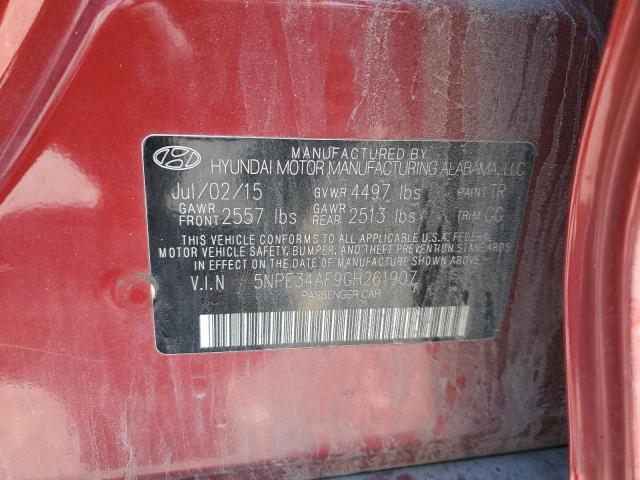 MANUFACTURED BY
HYUNDAI MOTOR MANUFACTURING ALABAMA, LLC
Jul/02/15 GVWR 4497 lbs PAINT TR
GAWR FRONT 2557 lbs GAWR REAR 2513 lbs TRIM GG
THIS VEHICLE CONFORMS TO ALL APPLICABLE U.S.A. FEDERAL
MOTOR VEHICLE SAFETY, BUMPER, AND THEFT PREVENTION STANDARDS
IN EFFECT ON THE DATE OF MANUFACTURE SHOWN ABOVE.
V.I.N 5NPE34AF9GH261907
PASSENGER CAR